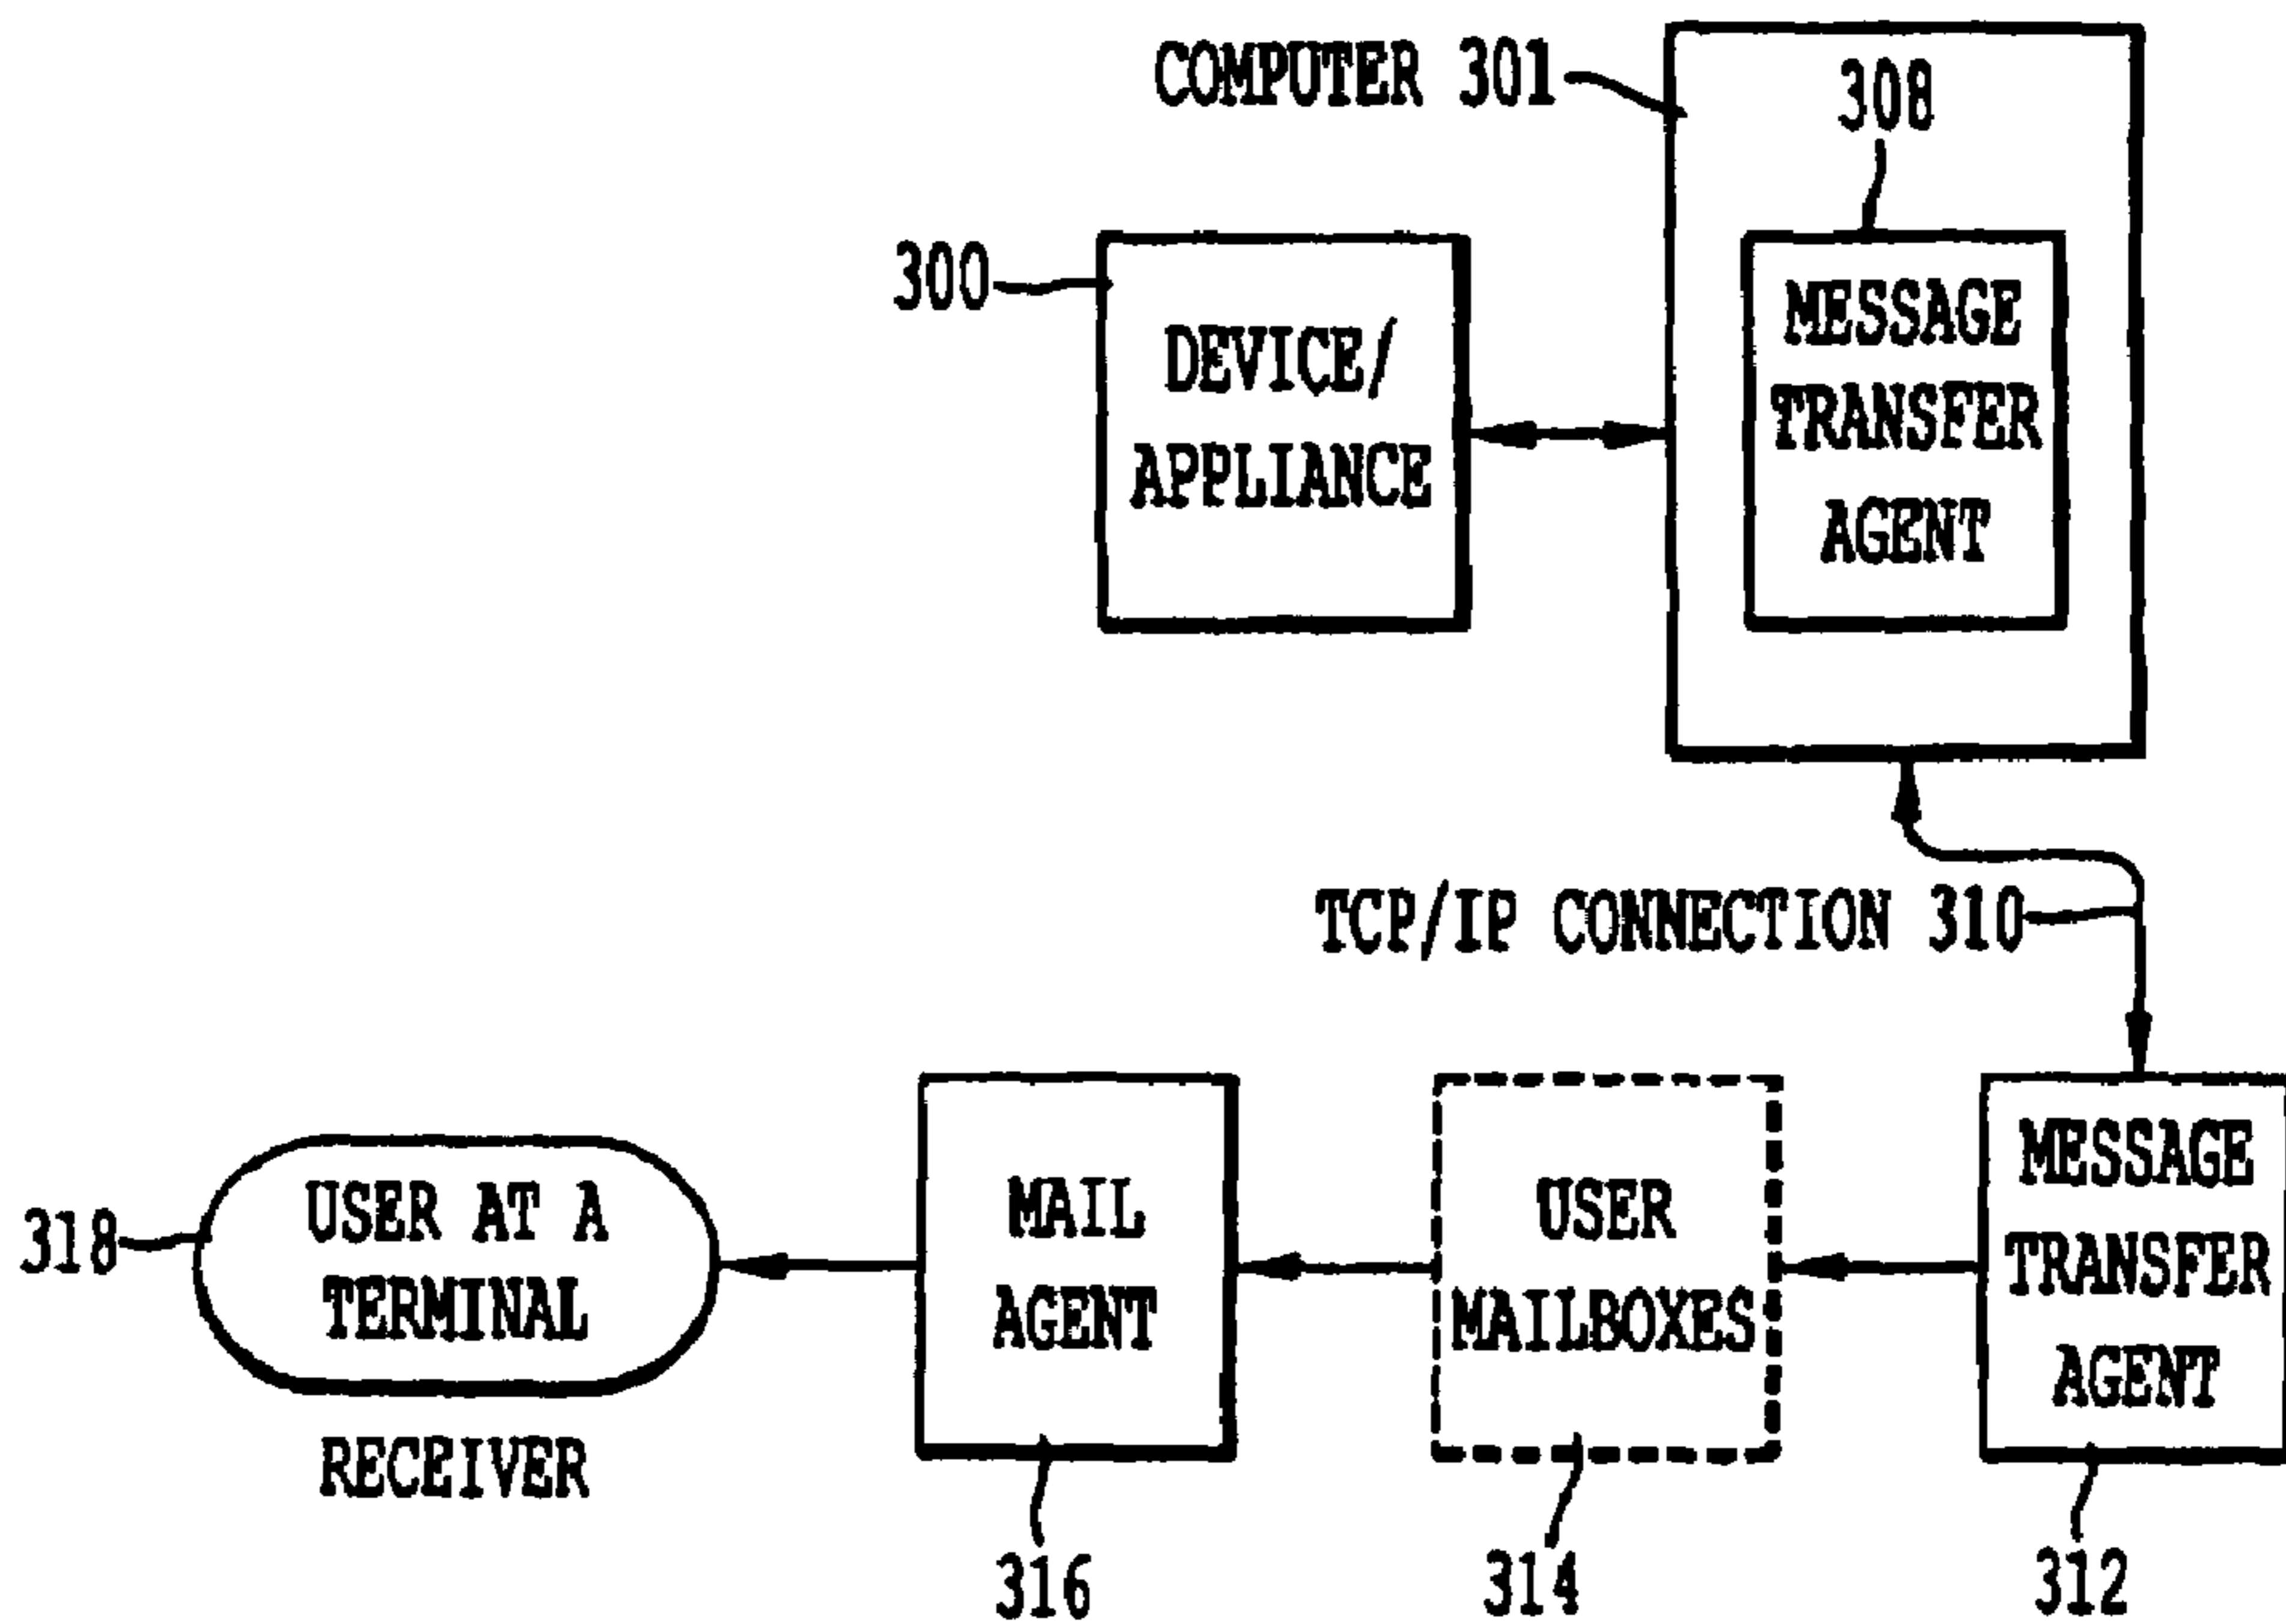 COMPUTER 301
308
300
DEVICE/
APPLIANCE
MESSAGE
TRANSFER
AGENT
TCP/IP CONNECTION 310
318
USER AT A
TERMINAL
RECEIVER
MAIL
AGENT
316
USER
MAILBOXES
314
MESSAGE
TRANSFER
AGENT
312